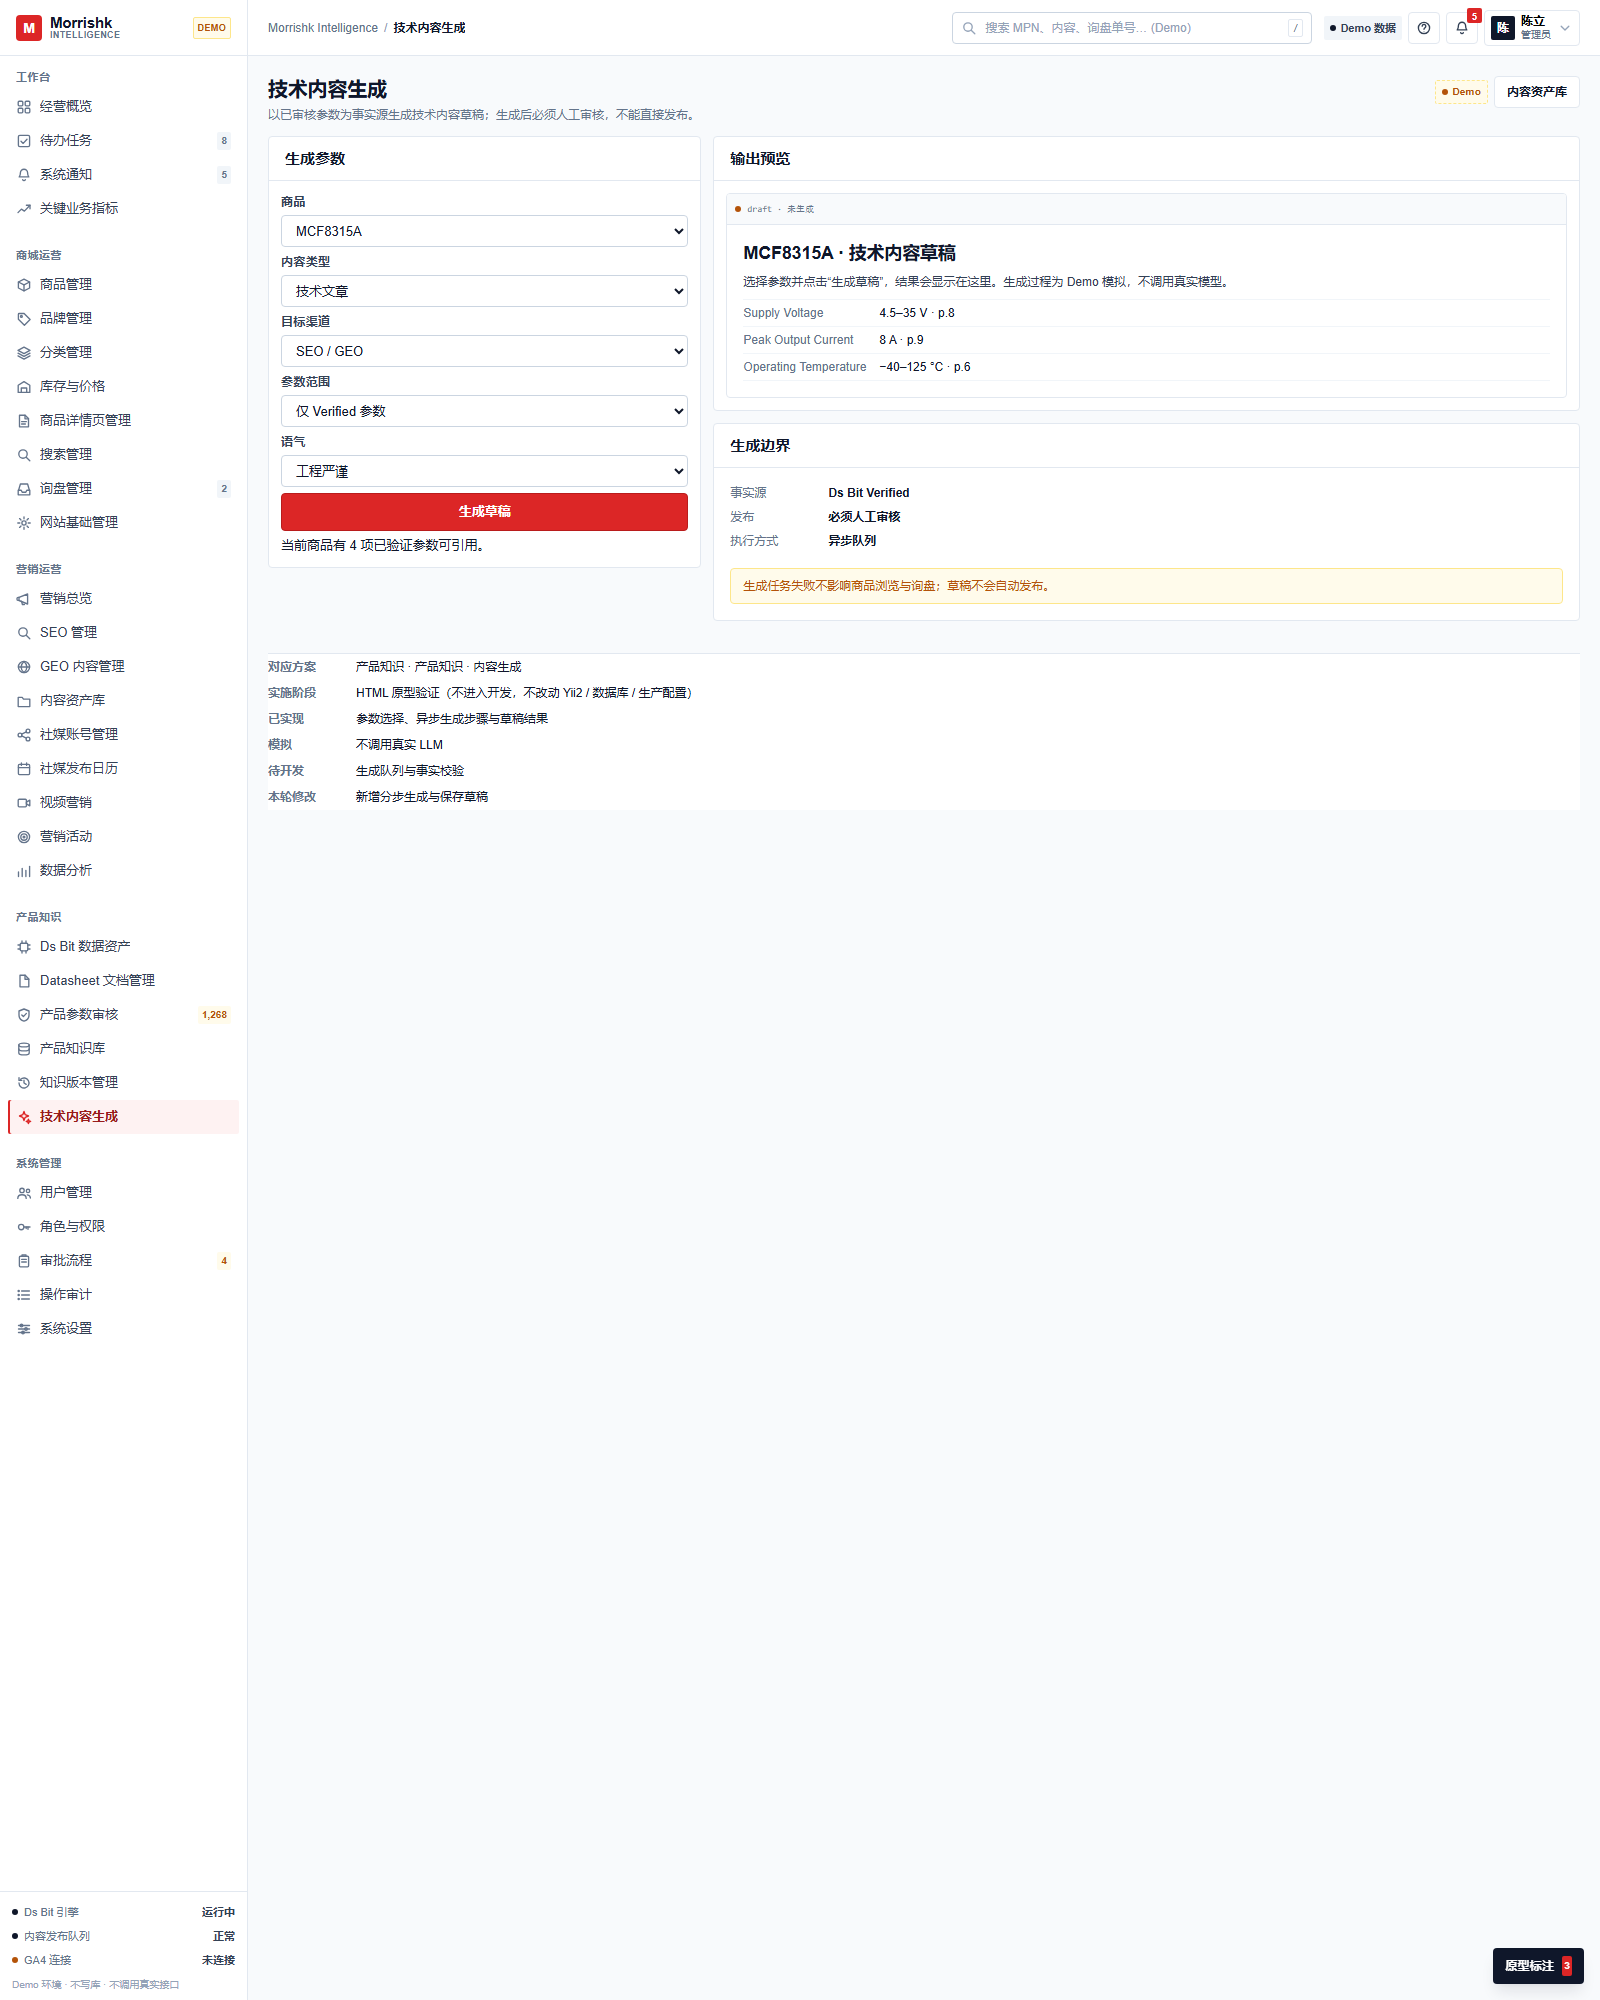 M
Morrishk
INTELLIGENCE
DEMO
工作台
经营概览
待办任务 8
系统通知 5
关键业务指标
商城运营
商品管理
品牌管理
分类管理
库存与价格
商品详情页管理
搜索管理
询盘管理 2
网站基础管理
营销运营
营销总览
SEO 管理
GEO 内容管理
内容资产库
社媒账号管理
社媒发布日历
视频营销
营销活动
数据分析
产品知识
Ds Bit 数据资产
Datasheet 文档管理
产品参数审核 1,268
产品知识库
知识版本管理
技术内容生成
系统管理
用户管理
角色与权限
审批流程 4
操作审计
系统设置
Ds Bit 引擎 运行中
内容发布队列 正常
GA4 连接 未连接
Demo 环境 · 不写库 · 不调用真实接口
Morrishk Intelligence / 技术内容生成
搜索 MPN、内容、询盘单号... (Demo) /
Demo 数据
5
陈
陈立
管理员
技术内容生成
以已审核参数为事实源生成技术内容草稿；生成后必须人工审核，不能直接发布。
Demo
内容资产库
生成参数
商品
MCF8315A
内容类型
技术文章
目标渠道
SEO / GEO
参数范围
仅 Verified 参数
语气
工程严谨
生成草稿
当前商品有 4 项已验证参数可引用。
输出预览
draft · 未生成
MCF8315A · 技术内容草稿
选择参数并点击“生成草稿”，结果会显示在这里。生成过程为 Demo 模拟，不调用真实模型。
Supply Voltage 4.5–35 V · p.8
Peak Output Current 8 A · p.9
Operating Temperature −40–125 °C · p.6
生成边界
事实源 Ds Bit Verified
发布 必须人工审核
执行方式 异步队列
生成任务失败不影响商品浏览与询盘；草稿不会自动发布。
对应方案 产品知识 · 产品知识 · 内容生成
实施阶段 HTML 原型验证（不进入开发，不改动 Yii2 / 数据库 / 生产配置）
已实现 参数选择、异步生成步骤与草稿结果
模拟 不调用真实 LLM
待开发 生成队列与事实校验
本轮修改 新增分步生成与保存草稿
原型标注 3